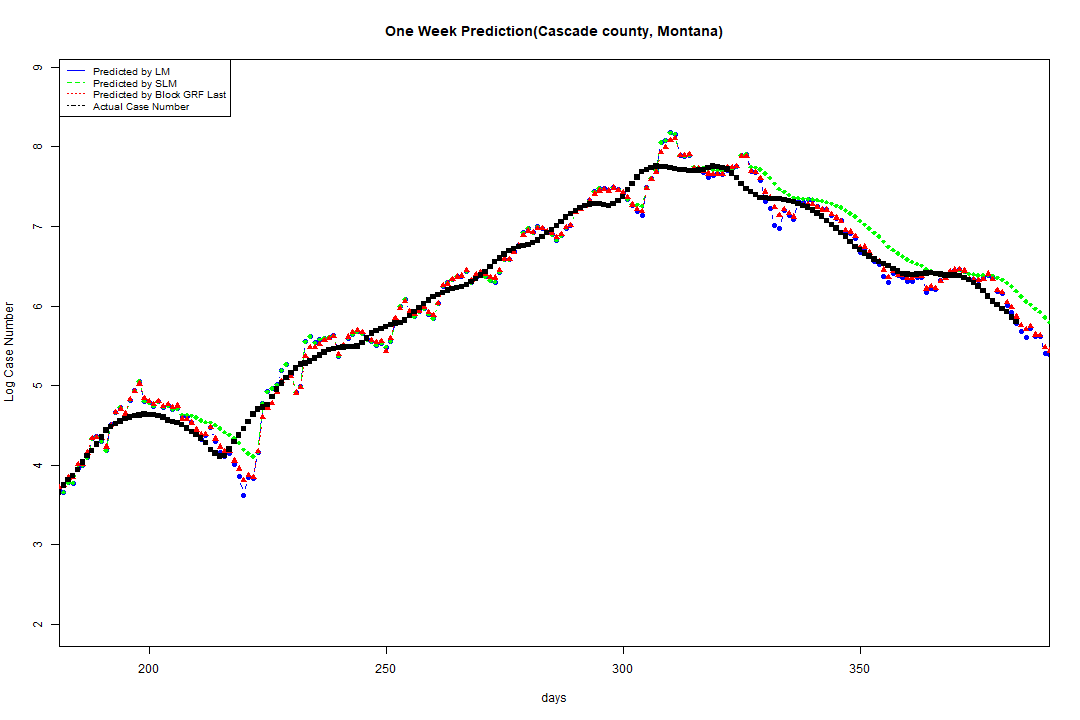 One Week Prediction(Cascade county, Montana)
Predicted by LM
Predicted by SLM
Predicted by Block GRF Last
Actual Case Number
9
8
7
6
5
4
3
2
Log Case Number
200 250 300 350
days